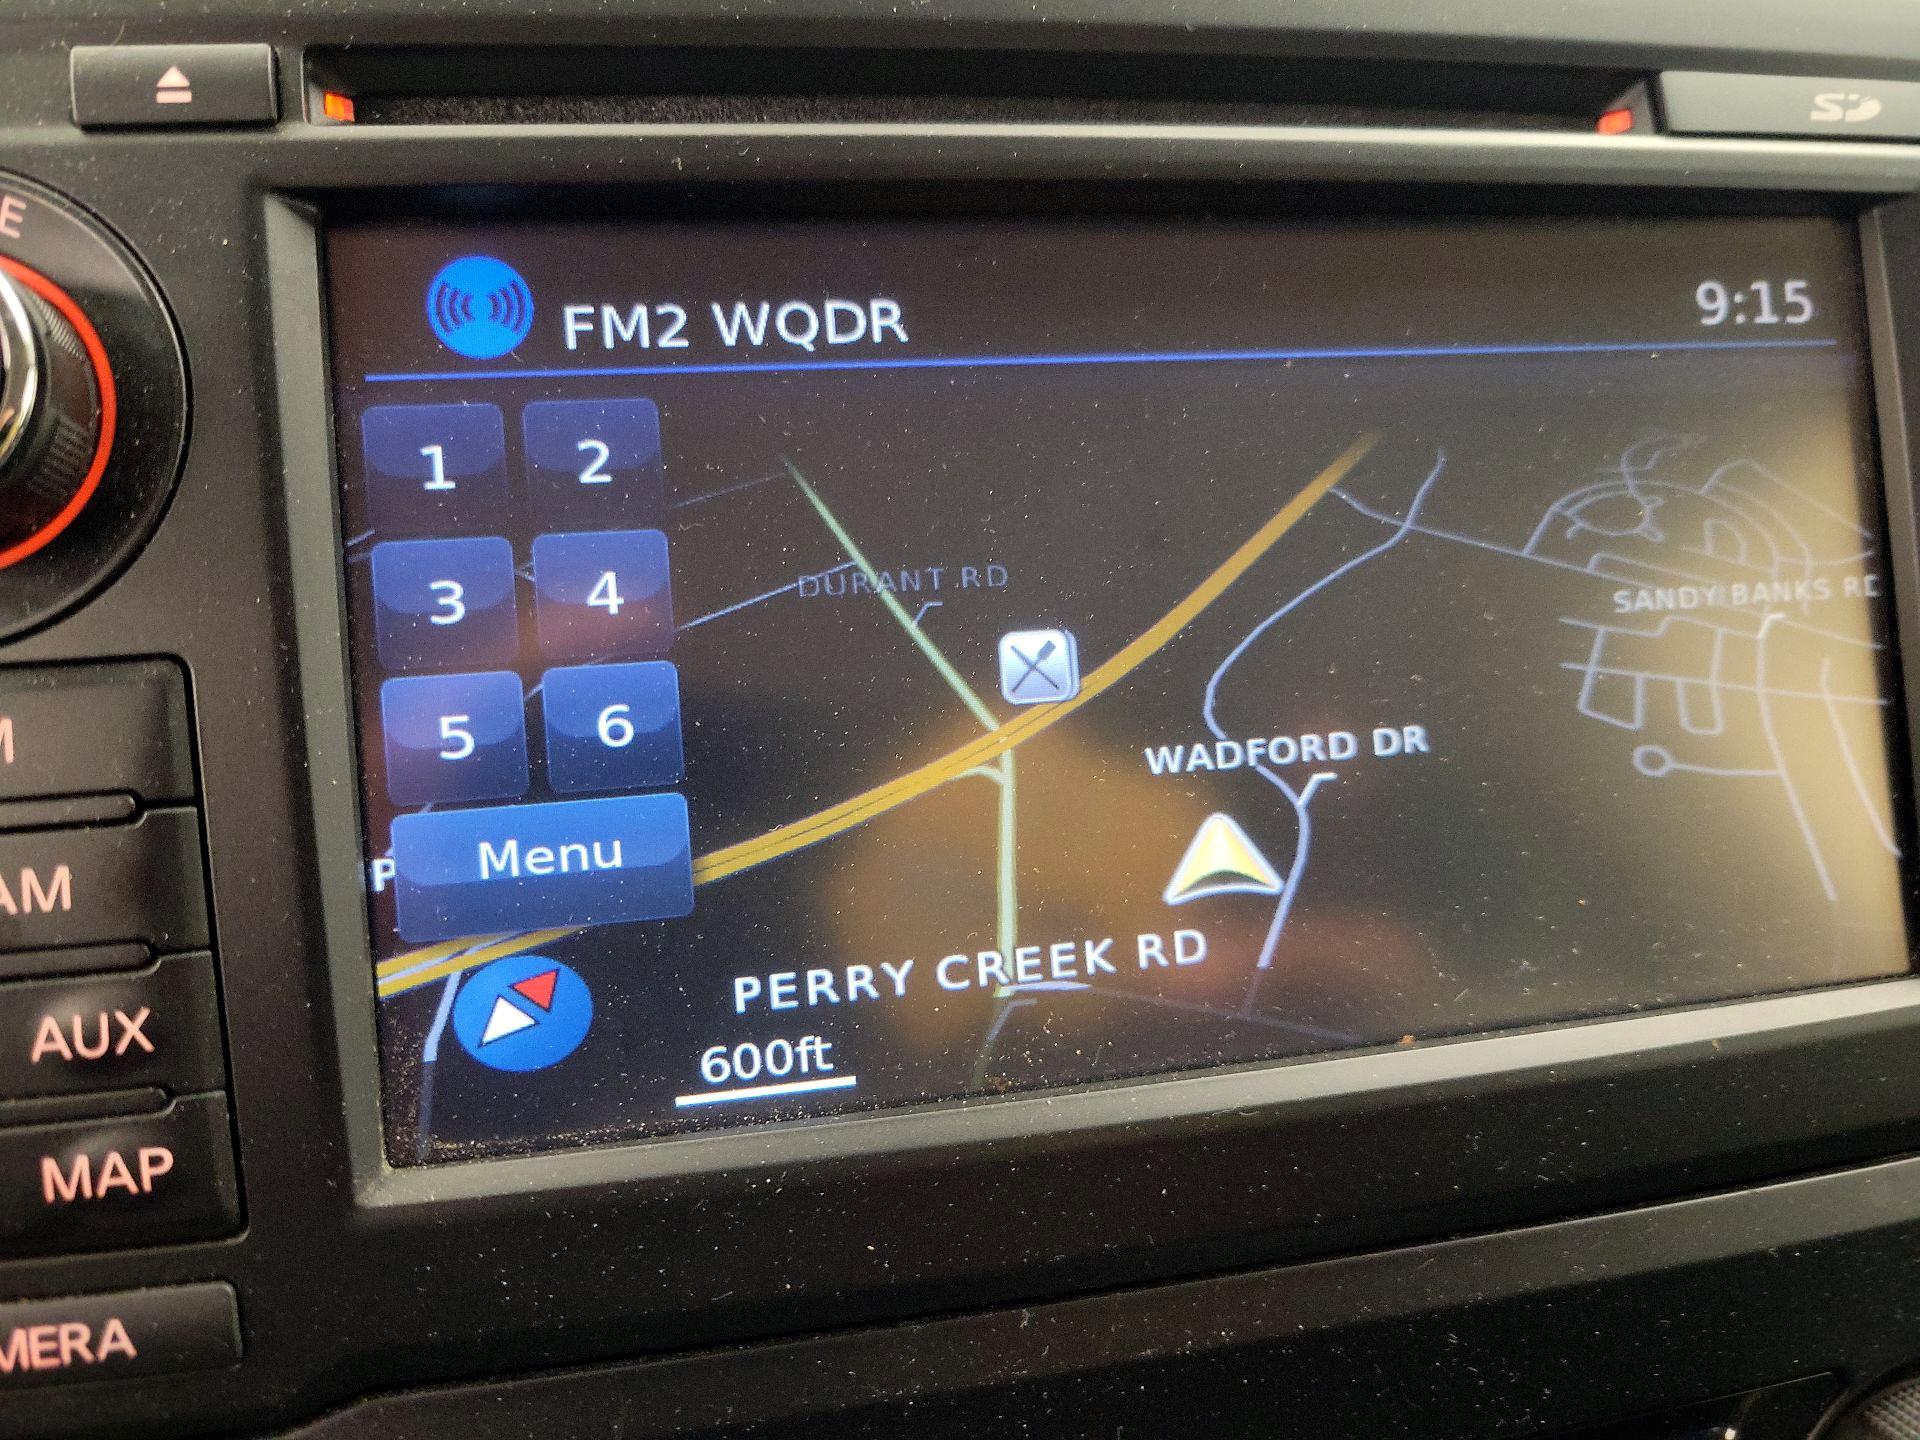 SD
E
FM2 WQDR
9:15
1
2
DURANT RD
SANDY BANKS RD
3
4
5
6
WADFORD DR
M
Menu
P
AM
PERRY CREEK RD
600ft
AUX
MAP
MERA